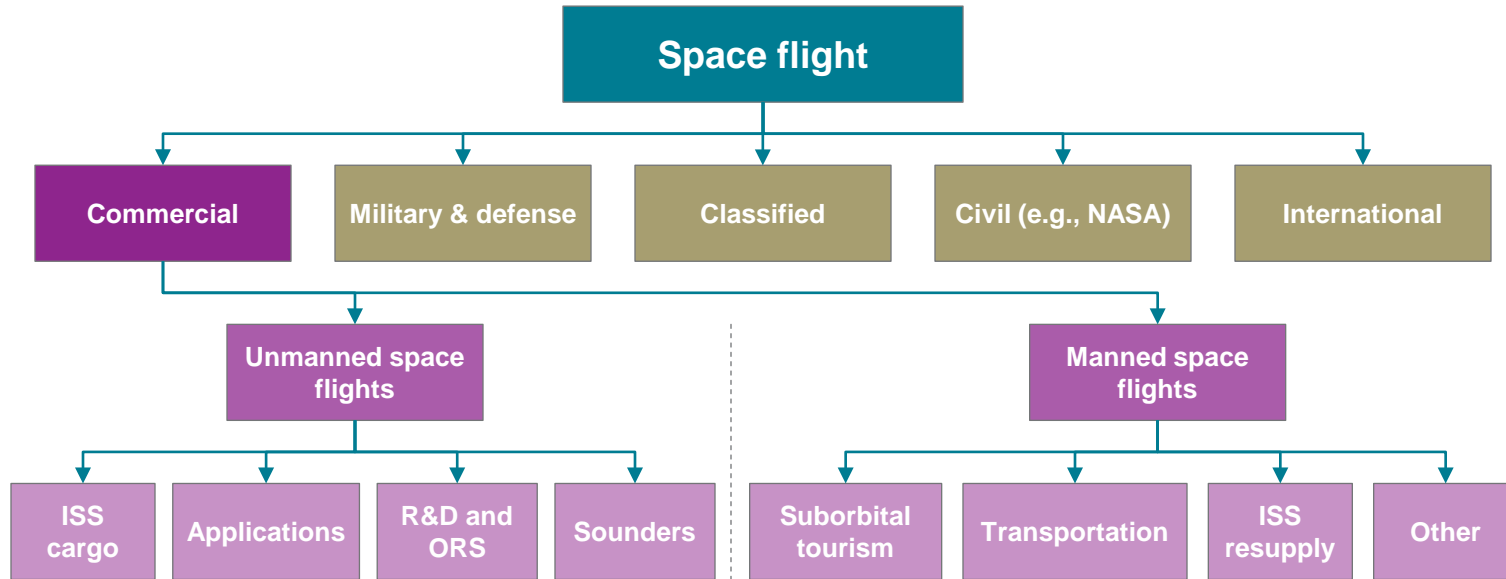 Space flight
Commercial
Military & defense
Classified
Civil (e.g., NASA)
International
Unmanned space
flights
Manned space
flights
ISS
cargo
Applications
R&D and
ORS
Sounders
Suborbital
tourism
Transportation
ISS
resupply
Other